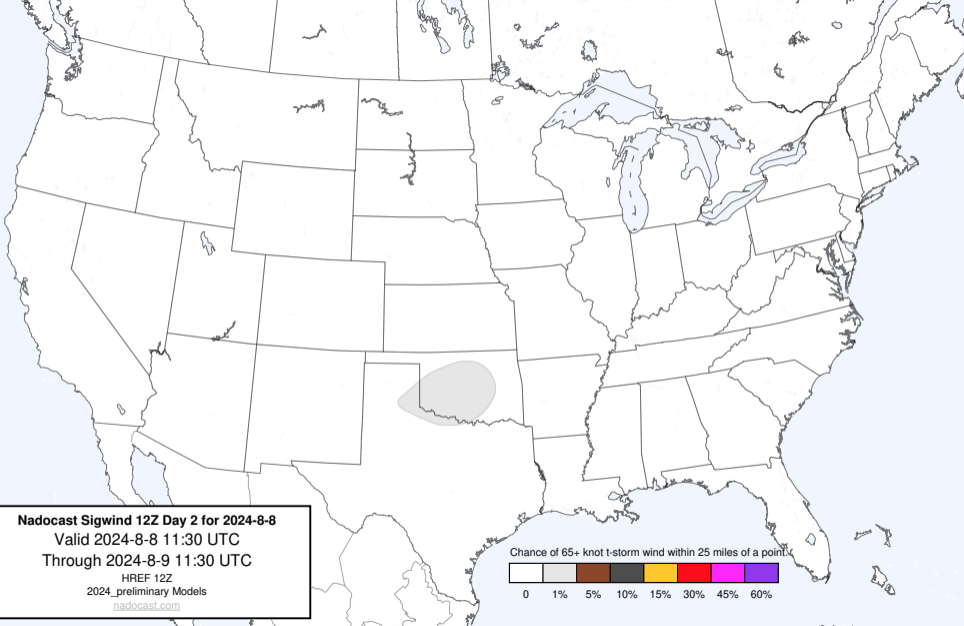 Nadocast Sigwind 12Z Day 2 for 2024-8-8
Valid 2024-8-8 11:30 UTC
Through 2024-8-9 11:30 UTC
HREF 12Z
2024_preliminary Models
nadocast.com
Chance of 65+ knot t-storm wind within 25 miles of a point.
0 1% 5% 10% 15% 30% 45% 60%